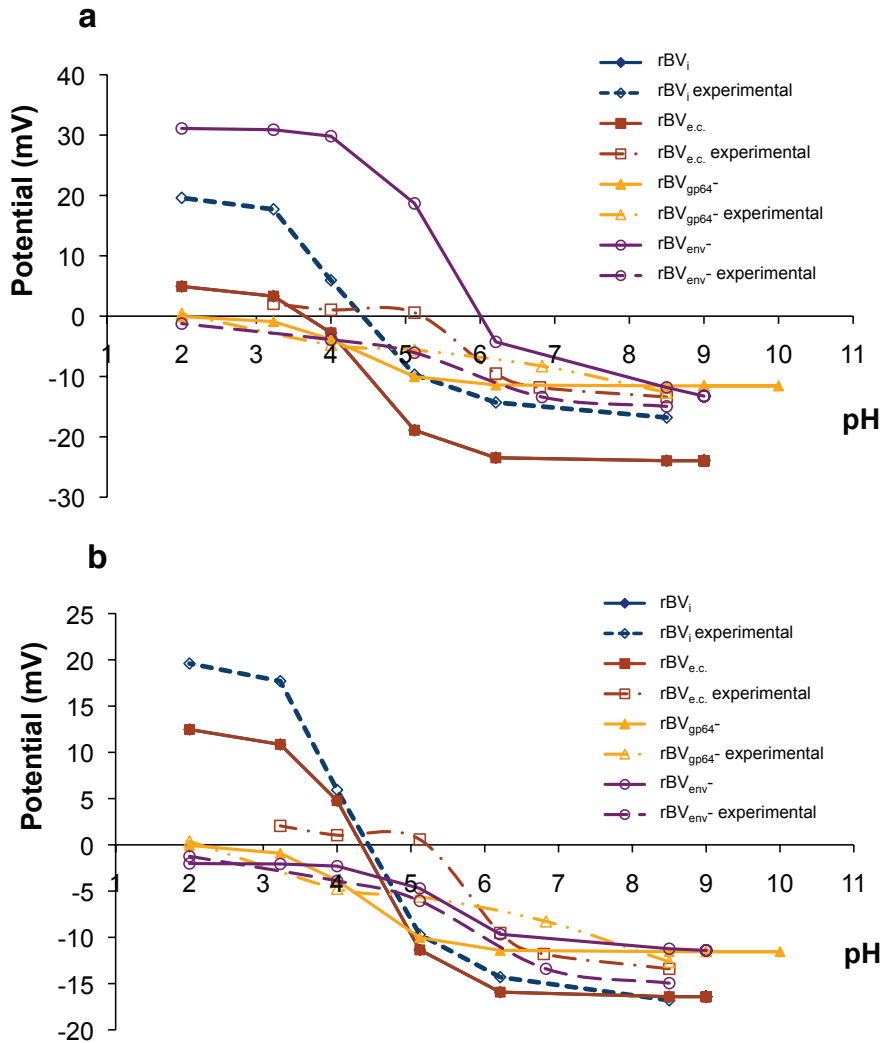 a
rBVi
rBVi experimental
rBVe.c.
rBVe.c. experimental
rBVgp64-
rBVgp64- experimental
rBVenv-
rBVenv- experimental
Potential (mV)
40
30
20
10
0
-10
-20
-30
1 2 3 4 5 6 7 8 9 10 11
pH
b
rBVi
rBVi experimental
rBVe.c.
rBVe.c. experimental
rBVgp64-
rBVgp64- experimental
rBVenv-
rBVenv- experimental
Potential (mV)
25
20
15
10
5
0
-5
-10
-15
-20
1 2 3 4 5 6 7 8 9 10 11
pH